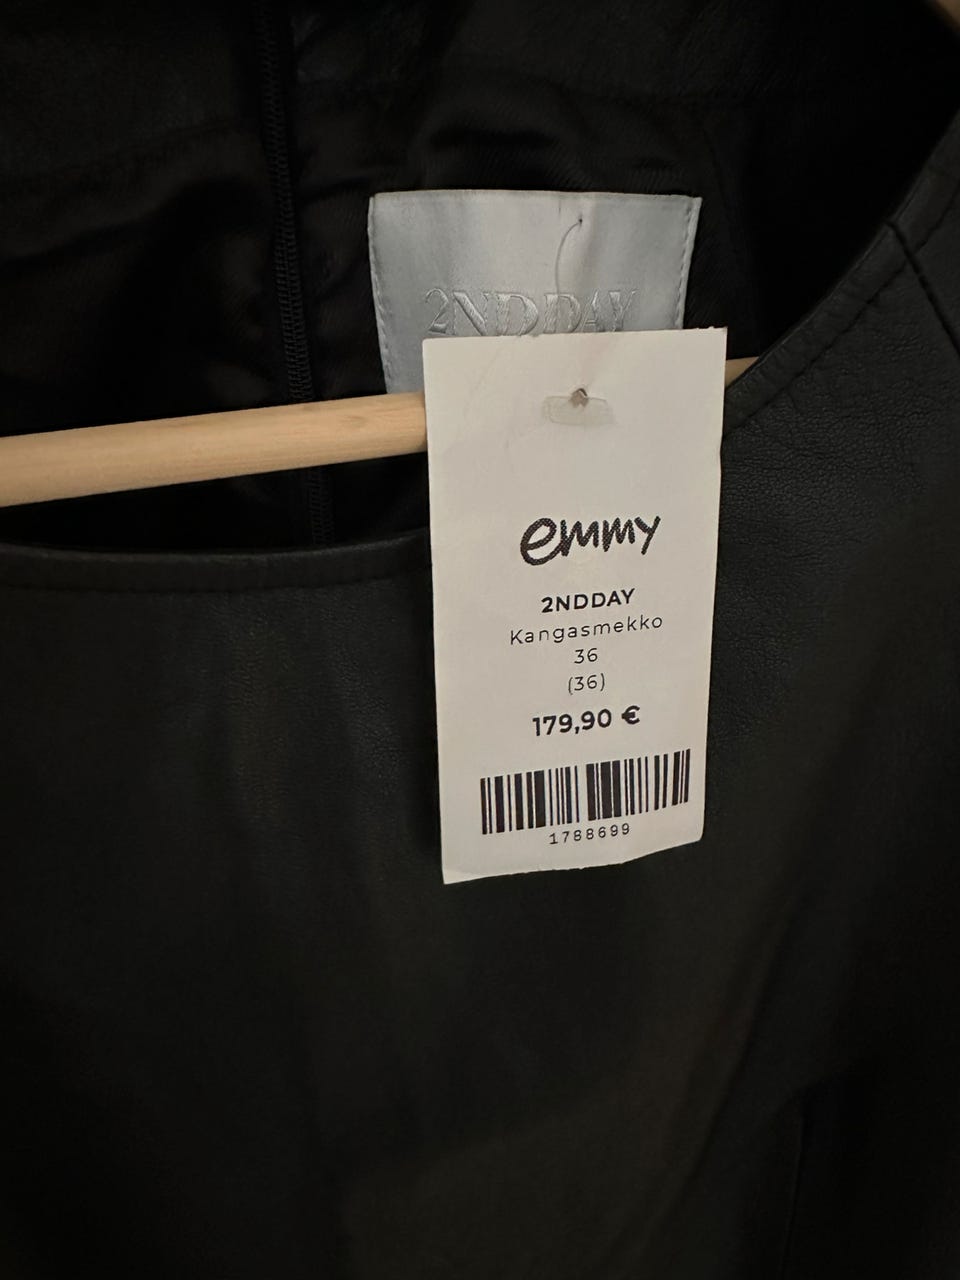 2NDDAY
emmy
2NDDAY
Kangasmekko
36
(36)
179,90 €
1788699